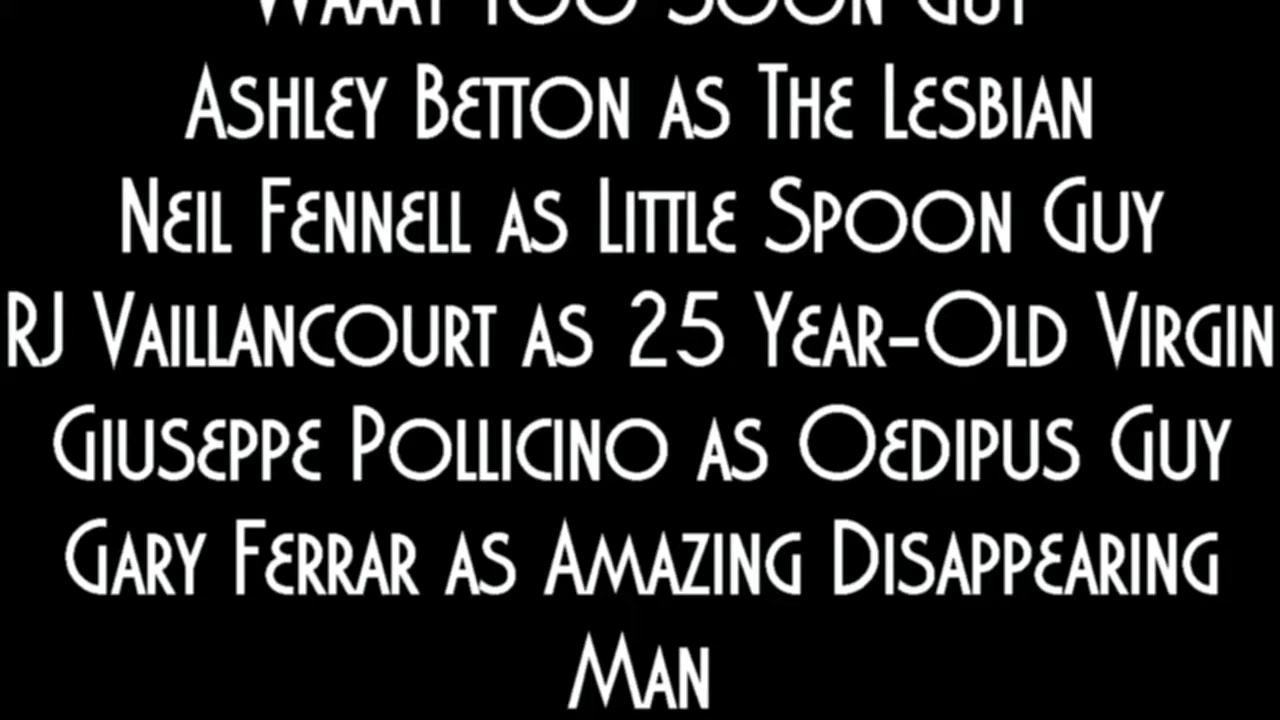 Waaay Too Soon Guy
Ashley Betton as The Lesbian
Neil Fennell as Little Spoon Guy
RJ Vaillancourt as 25 Year-Old Virgin
Giuseppe Pollicino as Oedipus Guy
Gary Ferrar as Amazing Disappearing
Man